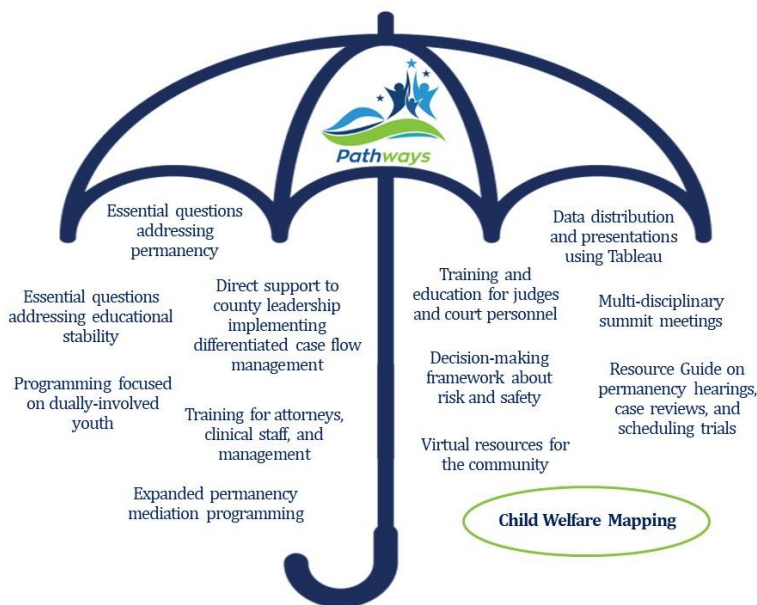 Pathways
Essential questions
addressing
permanency
Essential questions
addressing educational
stability
Direct support to
county leadership
implementing
differentiated case flow
management
Programming focused
on dually-involved
youth
Training for attorneys,
clinical staff, and
management
Expanded permanency
mediation programming
Data distribution
and presentations
using Tableau
Training and
education for judges
and court personnel
Multi-disciplinary
summit meetings
Decision-making
framework about
risk and safety
Resource Guide on
permanency hearings,
case reviews, and
scheduling trials
Virtual resources for
the community
Child Welfare Mapping